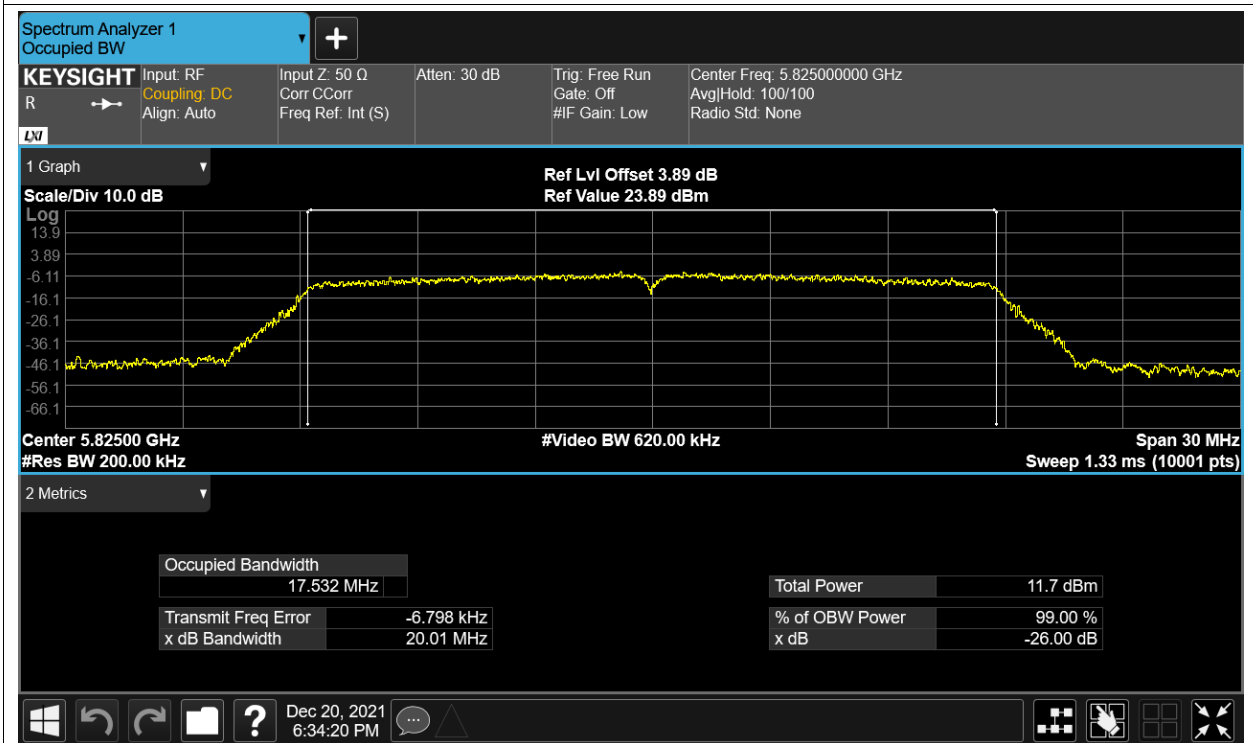 Spectrum Analyzer 1
Occupied BW
KEYSIGHT
R
LXI
Input: RF
Coupling: DC
Align: Auto
Input Z: 50 Ω
Corr CCorr
Freq Ref: Int (S)
Atten: 30 dB
Trig: Free Run
Gate: Off
#IF Gain: Low
Center Freq: 5.825000000 GHz
Avg|Hold: 100/100
Radio Std: None
1 Graph
Scale/Div 10.0 dB
Ref Lvl Offset 3.89 dB
Ref Value 23.89 dBm
Log
13.9
3.89
-6.11
-16.1
-26.1
-36.1
-46.1
-56.1
-66.1
Center 5.82500 GHz
#Res BW 200.00 kHz
#Video BW 620.00 kHz
Span 30 MHz
Sweep 1.33 ms (10001 pts)
2 Metrics
Occupied Bandwidth
17.532 MHz
Transmit Freq Error -6.798 kHz
x dB Bandwidth 20.01 MHz
Total Power 11.7 dBm
% of OBW Power 99.00 %
x dB -26.00 dB
?
Dec 20, 2021
6:34:20 PM